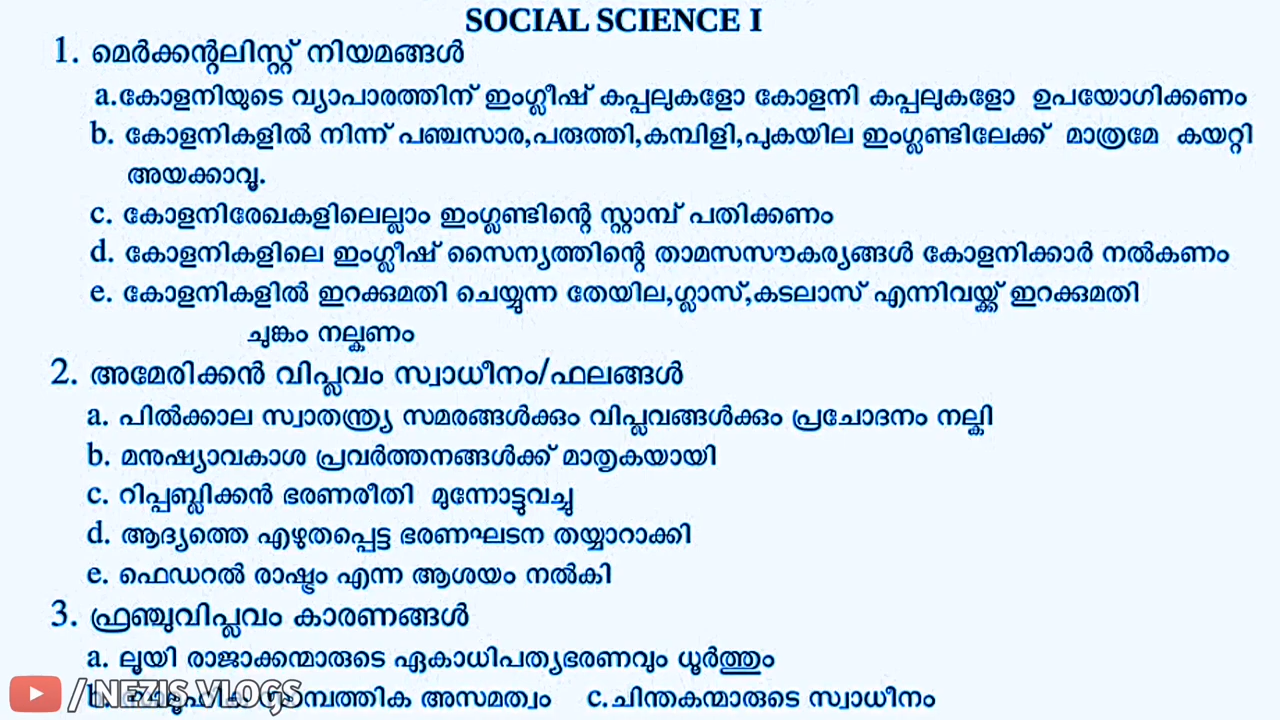 SOCIAL SCIENCE I
1. മെർക്കന്റലിസ്റ്റ് നിയമങ്ങൾ
a.കോളനിയുടെ വ്യാപാരത്തിന് ഇംഗ്ലീഷ് കപ്പലുകളോ കോളനി കപ്പലുകളോ ഉപയോഗിക്കണം
b. കോളനികളിൽ നിന്ന് പഞ്ചസാര,പരുത്തി,കമ്പിളി,പുകയില ഇംഗ്ലണ്ടിലേക്ക് മാത്രമേ കയറ്റി
അയക്കാവൂ.
c. കോളനിരേഖകളിലെല്ലാം ഇംഗ്ലണ്ടിന്റെ സ്റ്റാമ്പ് പതിക്കണം
d. കോളനികളിലെ ഇംഗ്ലീഷ് സൈന്യത്തിന്റെ താമസസൗകര്യങ്ങൾ കോളനിക്കാർ നൽകണം
e. കോളനികളിൽ ഇറക്കുമതി ചെയ്യുന്ന തേയില,ഗ്ലാസ്,കടലാസ് എന്നിവയ്ക്ക് ഇറക്കുമതി
ചുങ്കം നല്കണം
2. അമേരിക്കൻ വിപ്ലവം സ്വാധീനം/ഫലങ്ങൾ
a. പിൽക്കാല സ്വാതന്ത്ര്യ സമരങ്ങൾക്കും വിപ്ലവങ്ങൾക്കും പ്രചോദനം നല്കി
b. മനുഷ്യാവകാശ പ്രവർത്തനങ്ങൾക്ക് മാതൃകയായി
c. റിപ്പബ്ലിക്കൻ ഭരണരീതി മുന്നോട്ടുവച്ചു
d. ആദ്യത്തെ എഴുതപ്പെട്ട ഭരണഘടന തയ്യാറാക്കി
e. ഫെഡറൽ രാഷ്ട്രം എന്ന ആശയം നൽകി
3. ഫ്രഞ്ചുവിപ്ലവം കാരണങ്ങൾ
a. ലൂയി രാജാക്കന്മാരുടെ ഏകാധിപത്യഭരണവും ധൂർത്തും
b. അസമത്വം c.ചിന്തകന്മാരുടെ സ്വാധീനം
/NEZIS VLOGS